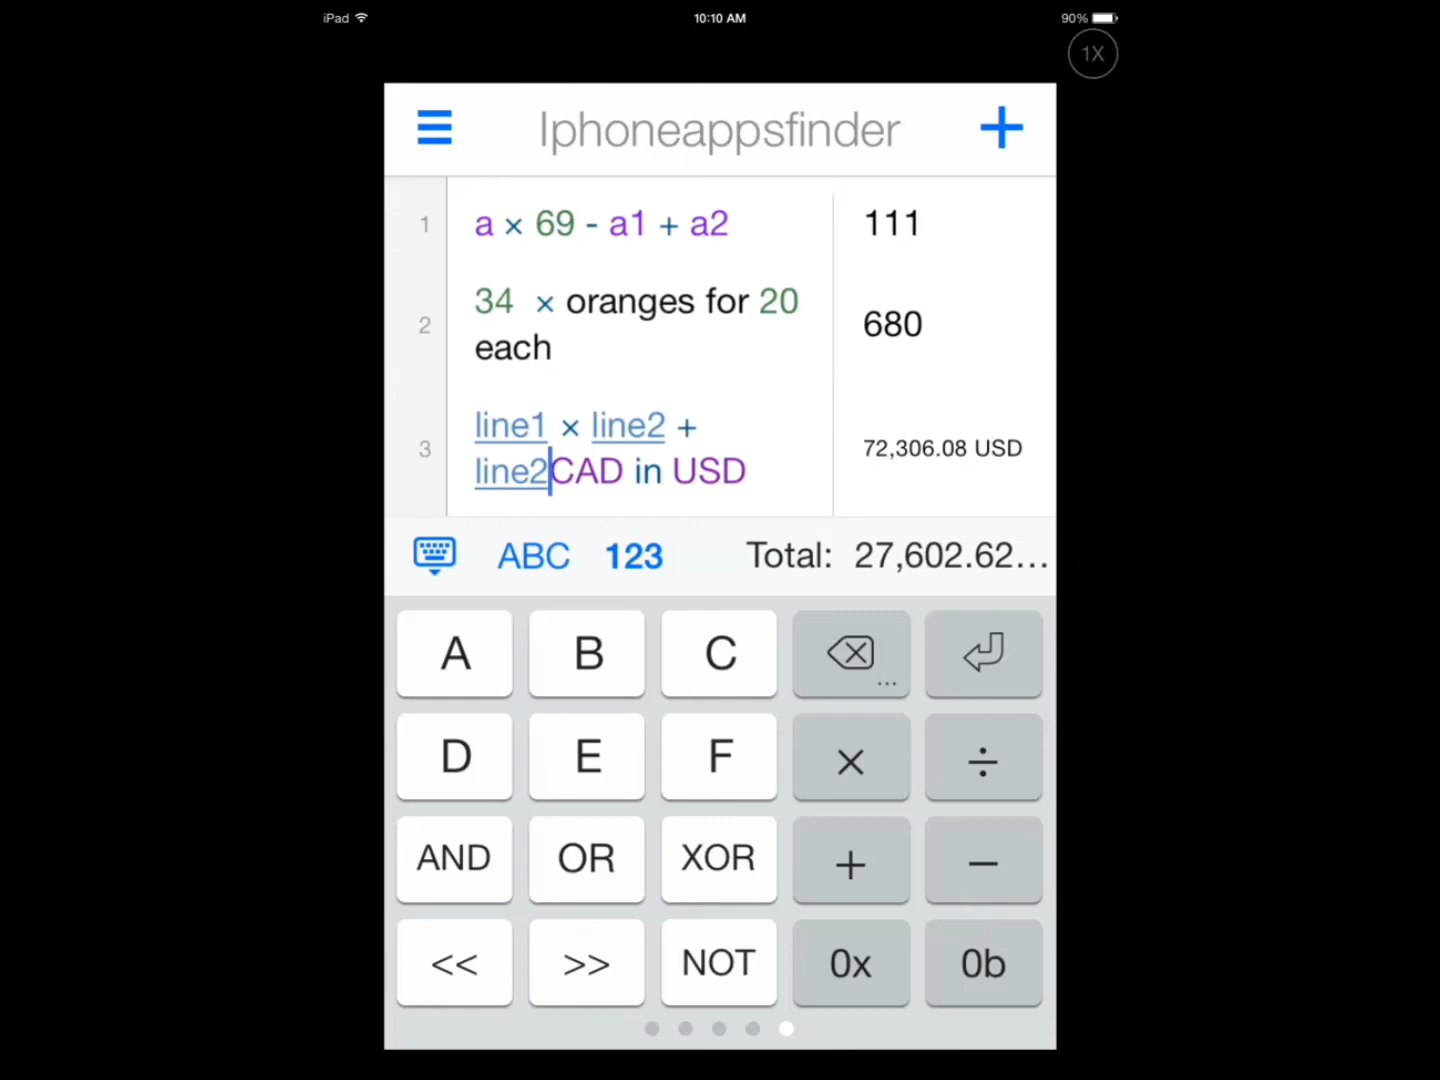 iPad 10:10 AM 90%
1X
Iphoneappsfinder
1 a × 69 - a1 + a2 111
34 × oranges for 20
2 680
each
line1 × line2 +
3 72,306.08 USD
line2CAD in USD
ABC 123 Total: 27,602.62...
A B C ...
D E F × ÷
AND OR XOR + −
<< >> NOT 0x 0b